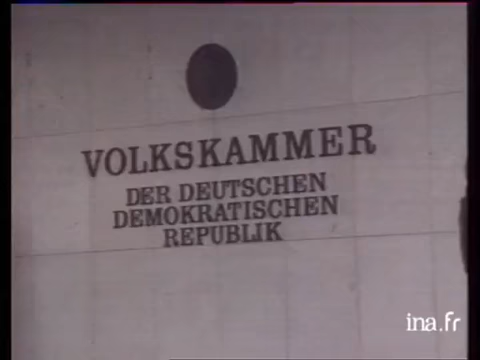 VOLKSKAMMER
DER DEUTSCHEN
DEMOKRATISCHEN
REPUBLIK
ina.fr